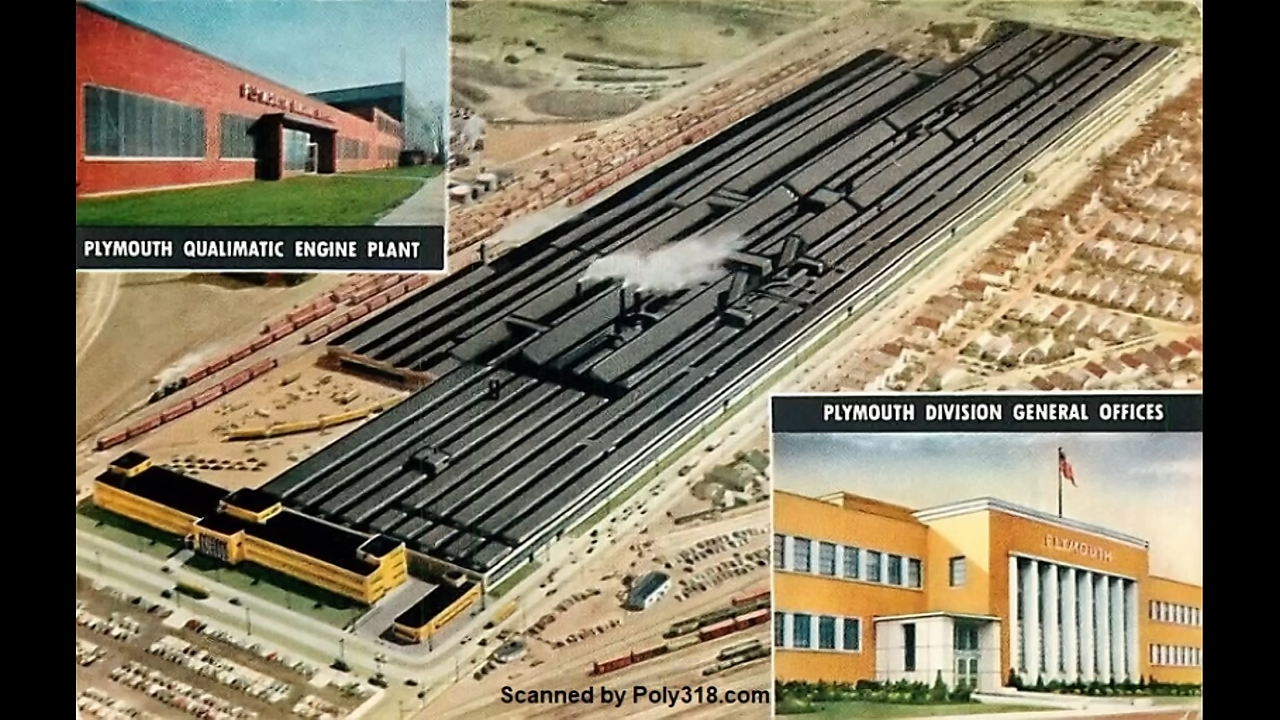 PLYMOUTH QUALIMATIC ENGINE PLANT
PLYMOUTH DIVISION GENERAL OFFICES
PLYMOUTH
Scanned by Poly318.com